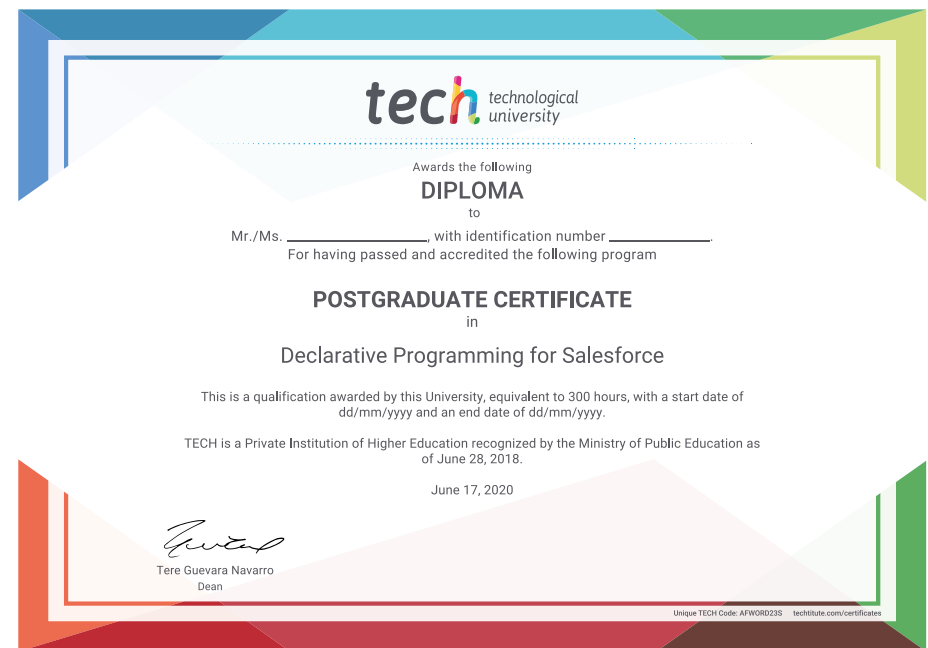 tech technological
university
Awards the following
DIPLOMA
to
Mr./Ms. ____________________, with identification number ______________.
For having passed and accredited the following program
POSTGRADUATE CERTIFICATE
in
Declarative Programming for Salesforce
This is a qualification awarded by this University, equivalent to 300 hours, with a start date of
dd/mm/yyyy and an end date of dd/mm/yyyy.
TECH is a Private Institution of Higher Education recognized by the Ministry of Public Education as
of June 28, 2018.
June 17, 2020
Tere Guevara Navarro
Dean
Unique TECH Code: AFWORD23S techtitute.com/certificates